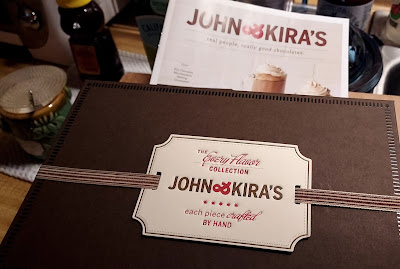 JOHN & KIRA'S
real people, really good chocolates.
THE
Every Flavor
COLLECTION
JOHN & KIRA'S
each piece crafted
BY HAND